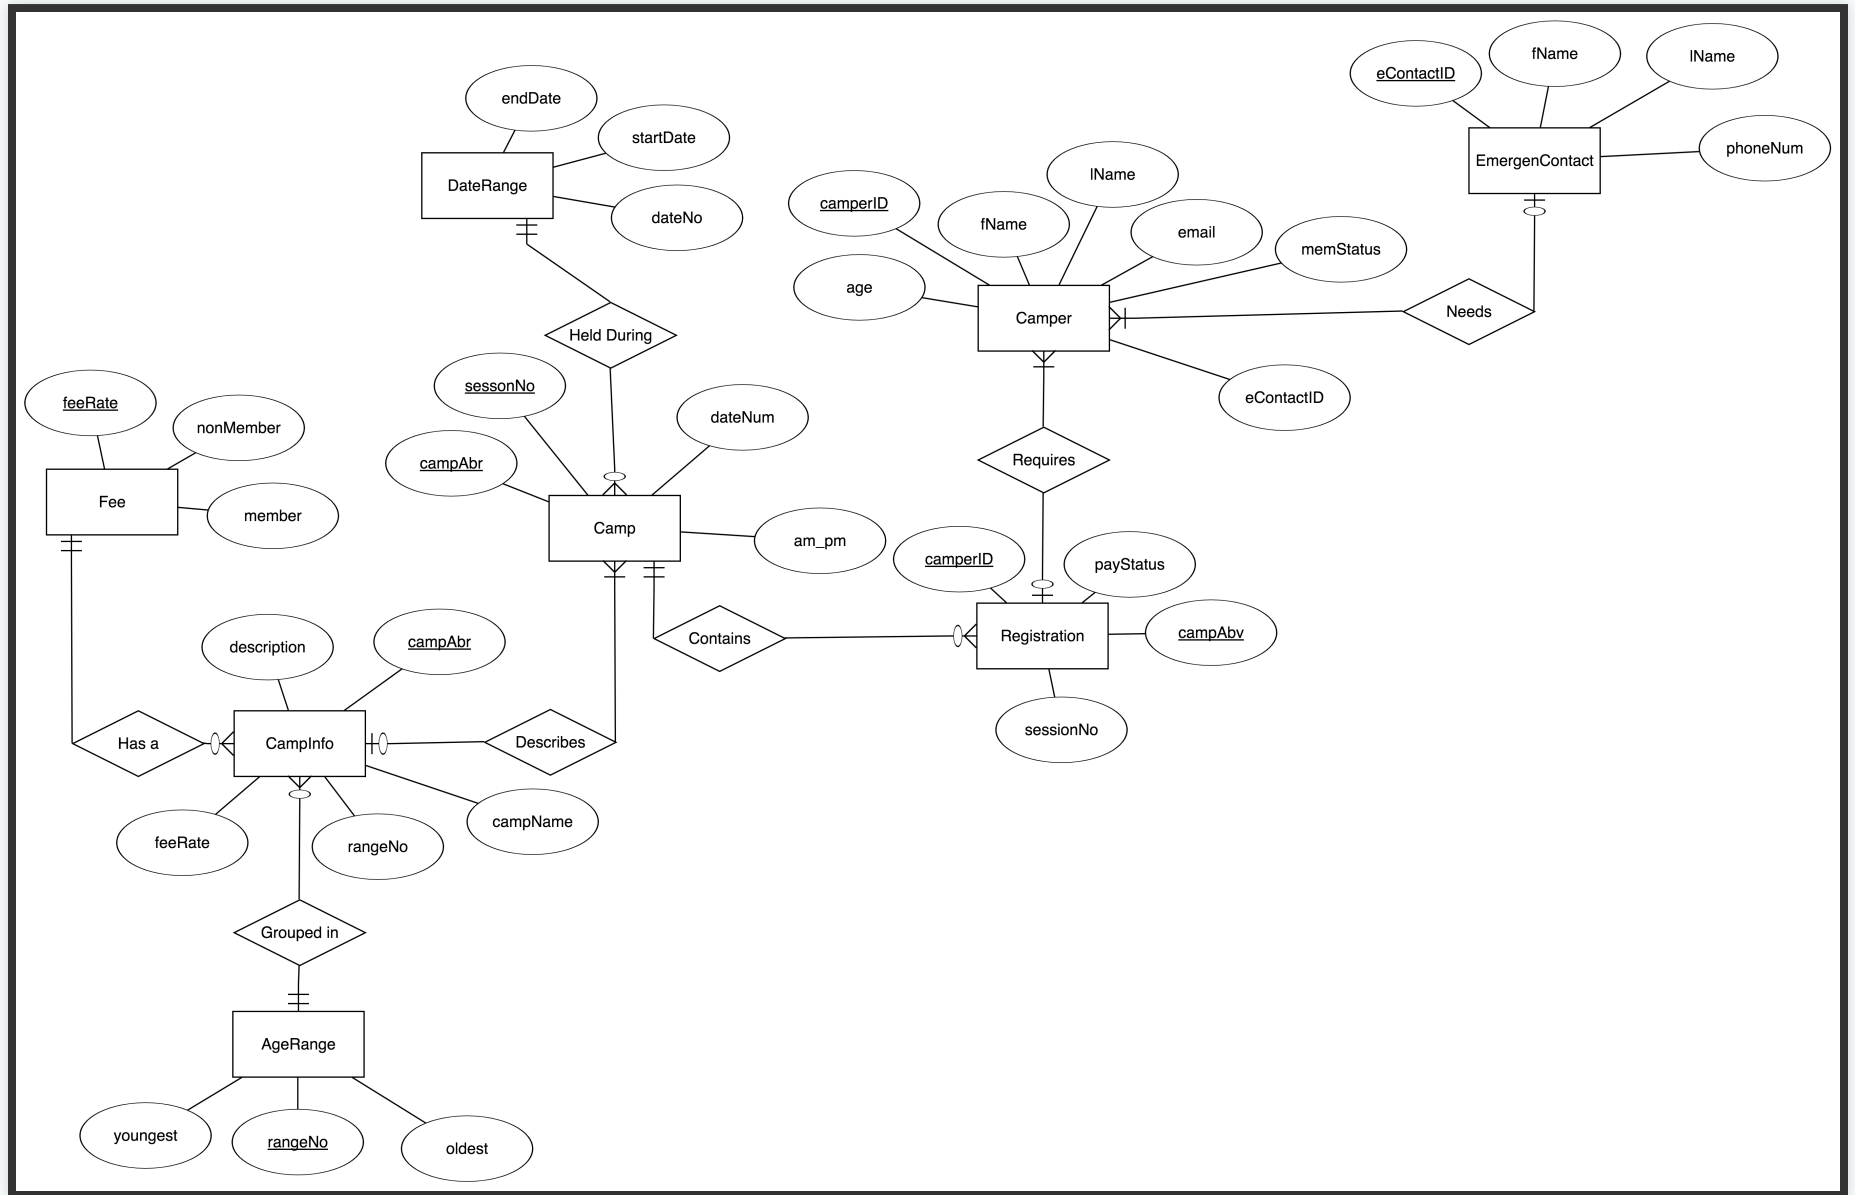 eContactID
fName
lName
EmergenContact
phoneNum
endDate
startDate
DateRange
dateNo
camperID
fName
lName
email
memStatus
age
Camper
Needs
eContactID
Held During
sessonNo
dateNum
campAbr
Camp
am_pm
feeRate
nonMember
Fee
member
Requires
camperID
payStatus
Registration
campAbv
sessionNo
Contains
description
campAbr
Has a
CampInfo
Describes
feeRate
rangeNo
campName
Grouped in
AgeRange
youngest
rangeNo
oldest